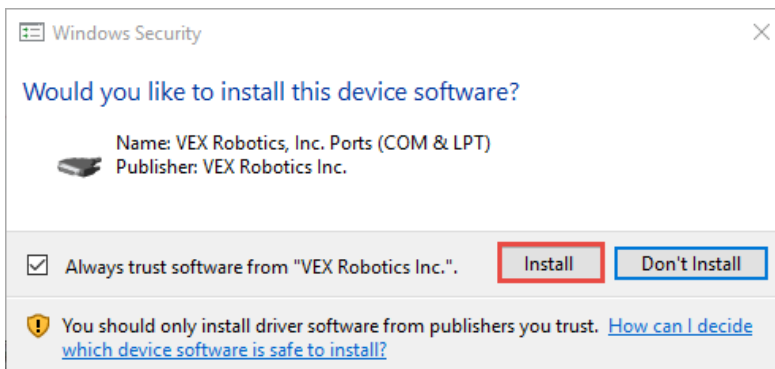 Windows Security
Would you like to install this device software?
Name: VEX Robotics, Inc. Ports (COM & LPT)
Publisher: VEX Robotics Inc.
Always trust software from "VEX Robotics Inc.".
Install
Don't Install
You should only install driver software from publishers you trust. How can I decide
which device software is safe to install?